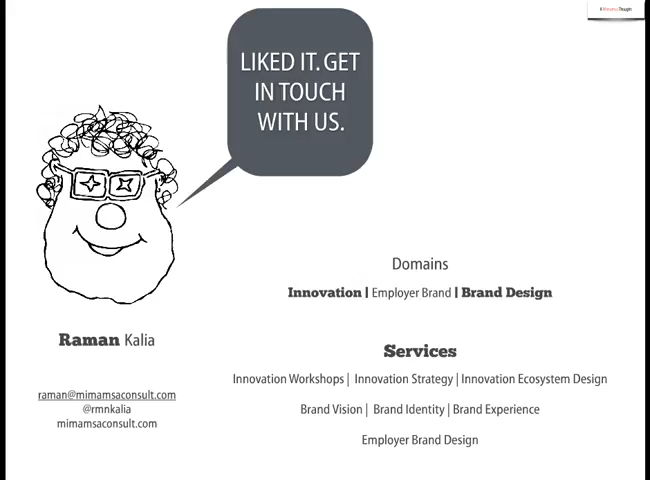 LIKED IT. GET
IN TOUCH
WITH US.
Raman Kalia
raman@mimamsaconsult.com
@rmnkalia
mimamsaconsult.com
Domains
Innovation | Employer Brand | Brand Design
Services
Innovation Workshops | Innovation Strategy | Innovation Ecosystem Design
Brand Vision | Brand Identity | Brand Experience
Employer Brand Design